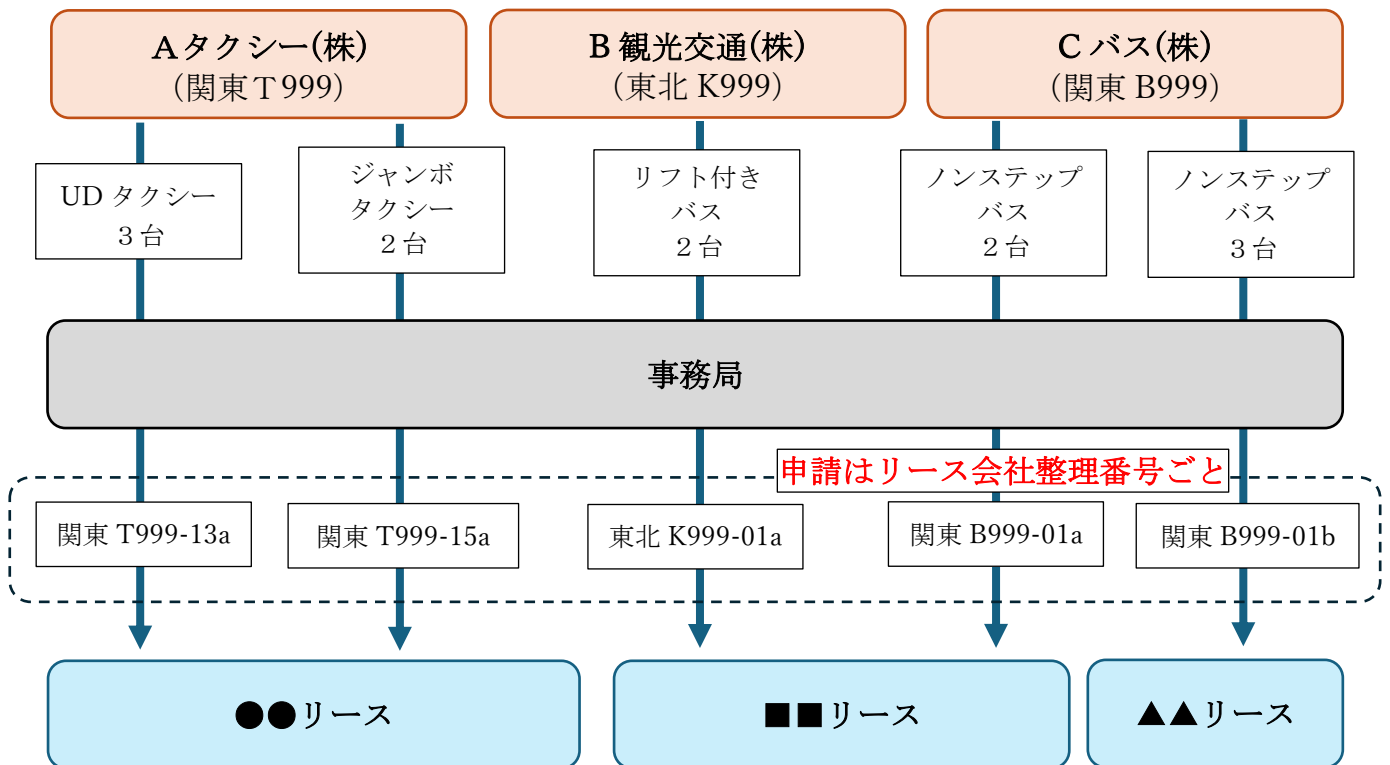 Ａタクシー(株)
（関東Ｔ999）
B 観光交通(株)
（東北 K999）
C バス(株)
（関東 B999）
UD タクシー
３台
ジャンボ
タクシー
２台
リフト付き
バス
２台
ノンステップ
バス
２台
ノンステップ
バス
３台
事務局
申請はリース会社整理番号ごと
関東 T999-13a
関東 T999-15a
東北 K999-01a
関東 B999-01a
関東 B999-01b
●●リース
■■リース
▲▲リース